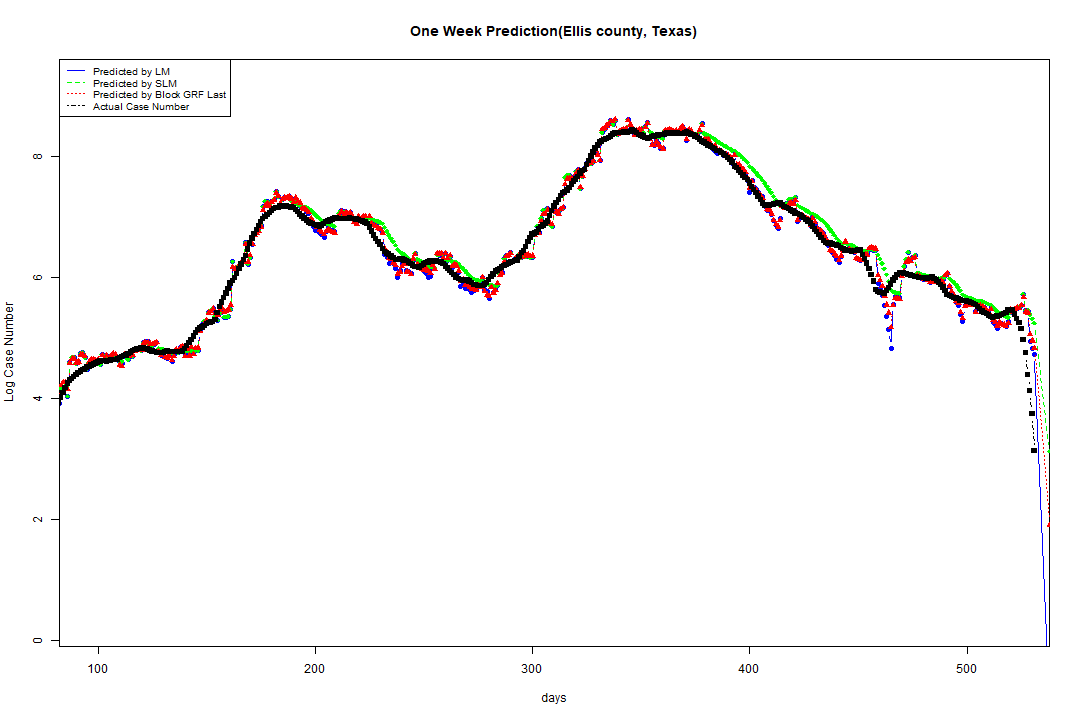 One Week Prediction(Ellis county, Texas)
Predicted by LM
Predicted by SLM
Predicted by Block GRF Last
Actual Case Number
Log Case Number
8
6
4
2
0
100 200 300 400 500
days